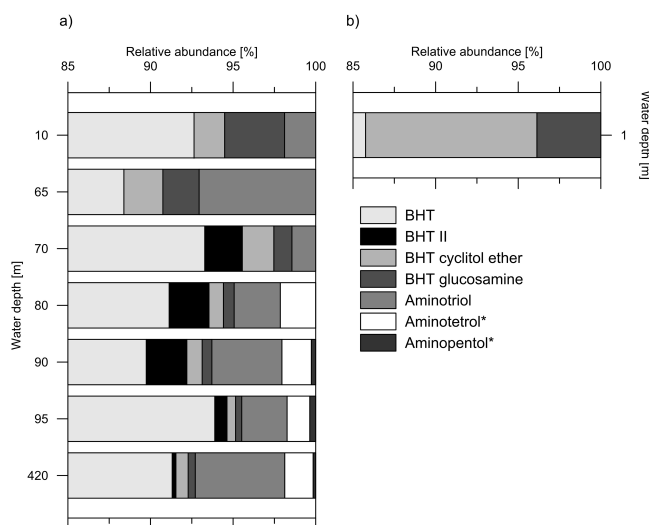 a)
b)
Relative abundance [%]
Relative abundance [%]
85 90 95 100
85 90 95 100
10
65
70
80
90
95
420
Water depth [m]
1
Water depth [m]
BHT
BHT II
BHT cyclitol ether
BHT glucosamine
Aminotriol
Aminotetrol*
Aminopentol*